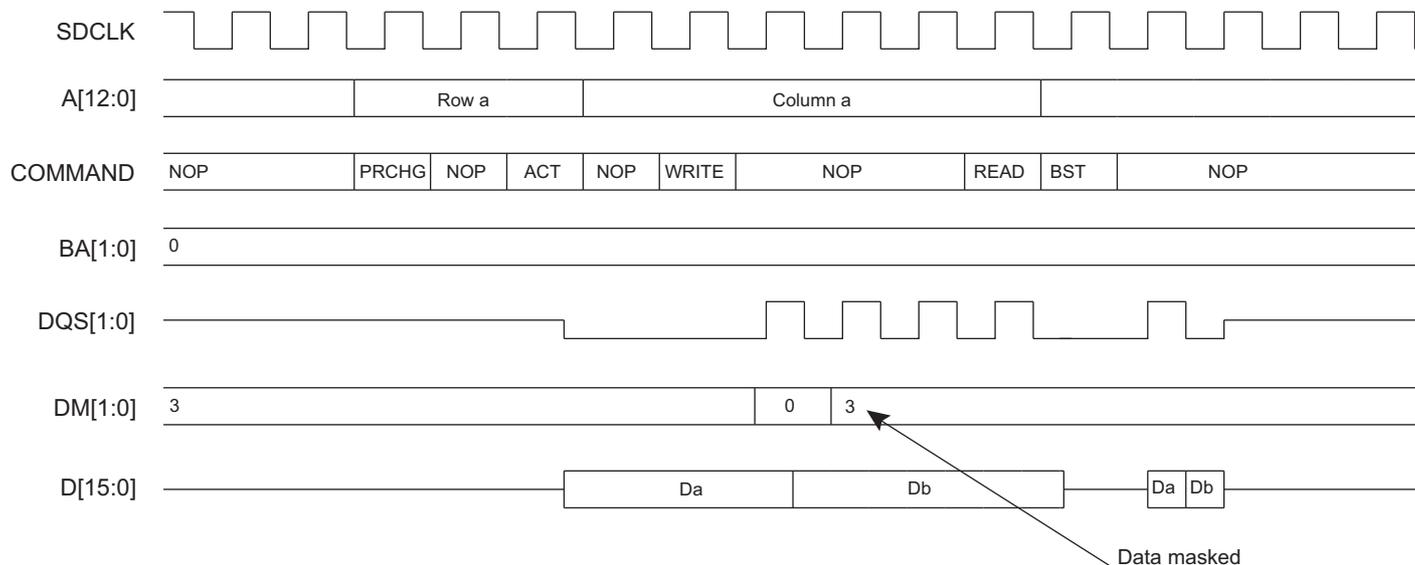 SDCLK
A[12:0] Row a Column a
COMMAND NOP PRCHG NOP ACT NOP WRITE NOP READ BST NOP
BA[1:0] 0
DQS[1:0]
DM[1:0] 3 0 3
D[15:0] Da Db Da Db
Data masked